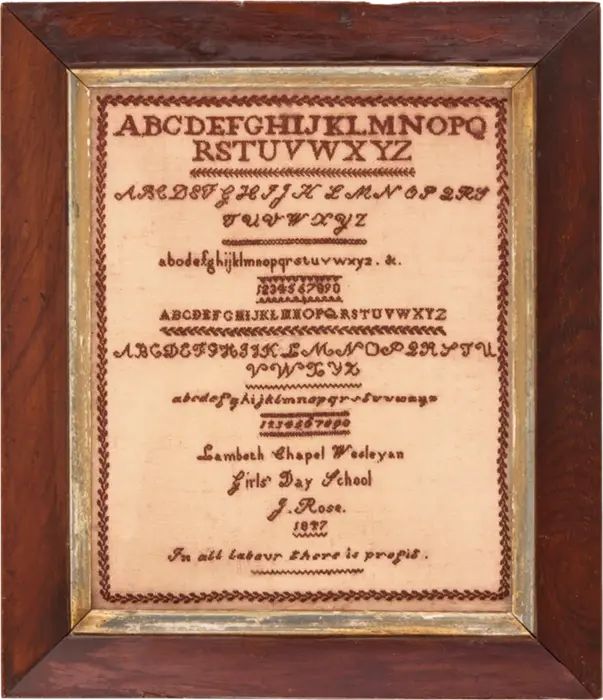 ABCDEFGHIJKLMNOPQ
RSTUVWXYZ
ABCDEFGHIJKLMNOPQRS
TUVWXYZ
abcdefghijklmnopqrstuvwxyz. &.
1234567890
ABCDEFGHIJKLMNOPQRSTUVWXYZ
ABCDEFGHIJKLMNOPQRSTU
VWXYZ
abcdefghijklmnopqrstuvwxyz
1234567890
Lambeth Chapel Wesleyan
Girls' Day School
J. Rose.
1847
In all labour there is profit.